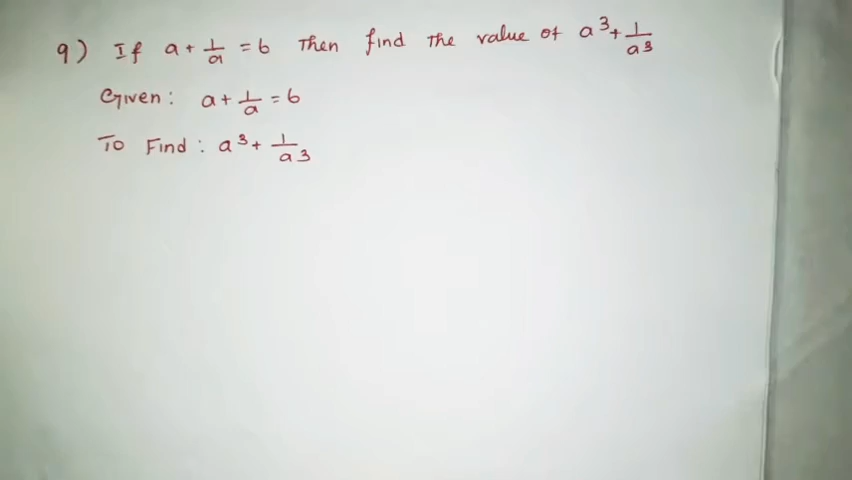 9) If a + 1/a = 6 Then find the value of a³ + 1/a³
Given: a + 1/a = 6
To Find: a³ + 1/a³